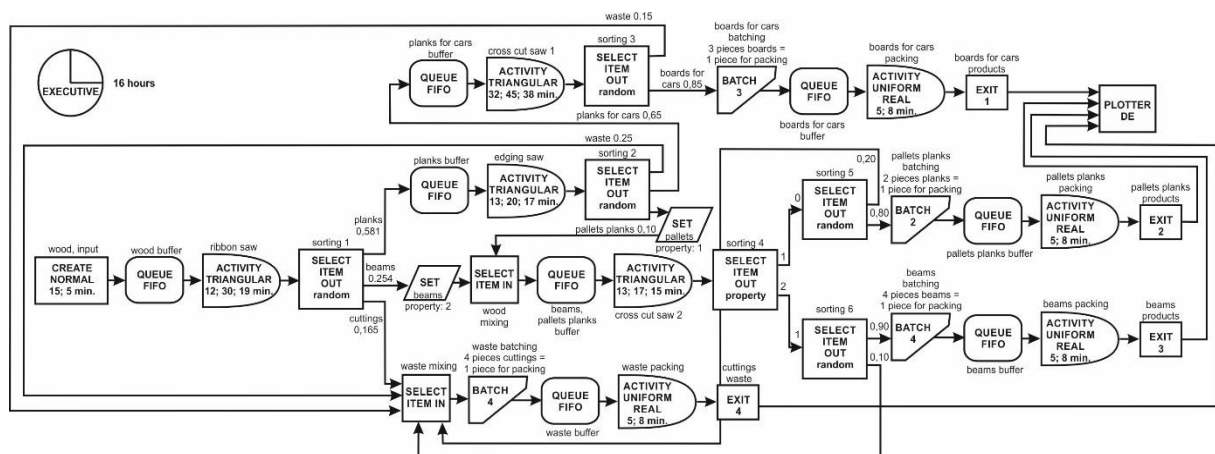 waste 0.15
EXECUTIVE
16 hours
planks for cars
buffer
QUEUE
FIFO
cross cut saw 1
ACTIVITY
TRIANGULAR
32; 45; 38 min.
sorting 3
SELECT
ITEM
OUT
random
boards for
cars 0,85
boards for cars
batching
3 pieces boards =
1 piece for packing
BATCH
3
QUEUE
FIFO
boards for cars
buffer
boards for cars
packing
ACTIVITY
UNIFORM
REAL
5; 8 min.
boards for cars
products
EXIT
1
PLOTTER
DE
planks for cars 0,65
waste 0.25
planks buffer
QUEUE
FIFO
edging saw
ACTIVITY
TRIANGULAR
13; 20; 17 min.
sorting 2
SELECT
ITEM
OUT
random
pallets planks 0,10
SET
pallets
property: 1
wood, input
CREATE
NORMAL
15; 5 min.
wood buffer
QUEUE
FIFO
ribbon saw
ACTIVITY
TRIANGULAR
12; 30; 19 min.
sorting 1
SELECT
ITEM
OUT
random
planks
0,581
beams
0.254
cuttings
0,165
SET
beams
property: 2
SELECT
ITEM IN
wood
mixing
QUEUE
FIFO
beams,
pallets planks
buffer
ACTIVITY
TRIANGULAR
13; 17; 15 min.
cross cut saw 2
sorting 4
SELECT
ITEM
OUT
property
1
2
0
1
sorting 5
SELECT
ITEM
OUT
random
0,20
0,80
pallets planks
batching
2 pieces planks =
1 piece for packing
BATCH
2
QUEUE
FIFO
pallets planks buffer
pallets planks
packing
ACTIVITY
UNIFORM
REAL
5; 8 min.
pallets planks
products
EXIT
2
sorting 6
SELECT
ITEM
OUT
random
0,90
0,10
beams batching
4 pieces beams =
1 piece for packing
BATCH
4
QUEUE
FIFO
beams buffer
beams packing
ACTIVITY
UNIFORM
REAL
5; 8 min.
beams
products
EXIT
3
waste mixing
SELECT
ITEM IN
waste batching
4 pieces cuttings =
1 piece for packing
BATCH
4
QUEUE
FIFO
waste buffer
waste packing
ACTIVITY
UNIFORM
REAL
5; 8 min.
cuttings
waste
EXIT
4